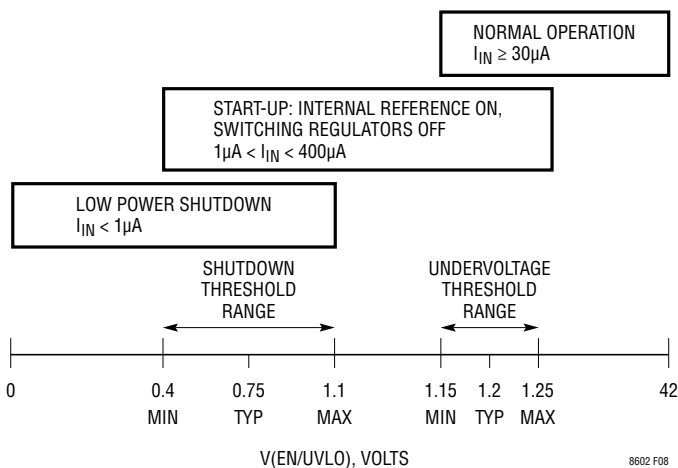 NORMAL OPERATION
I_IN ≥ 30µA
START-UP: INTERNAL REFERENCE ON,
SWITCHING REGULATORS OFF
1µA < I_IN < 400µA
LOW POWER SHUTDOWN
I_IN < 1µA
SHUTDOWN
THRESHOLD
RANGE
UNDERVOLTAGE
THRESHOLD
RANGE
0 0.4 0.75 1.1 1.15 1.2 1.25 42
MIN TYP MAX MIN TYP MAX
V(EN/UVLO), VOLTS
8602 F08